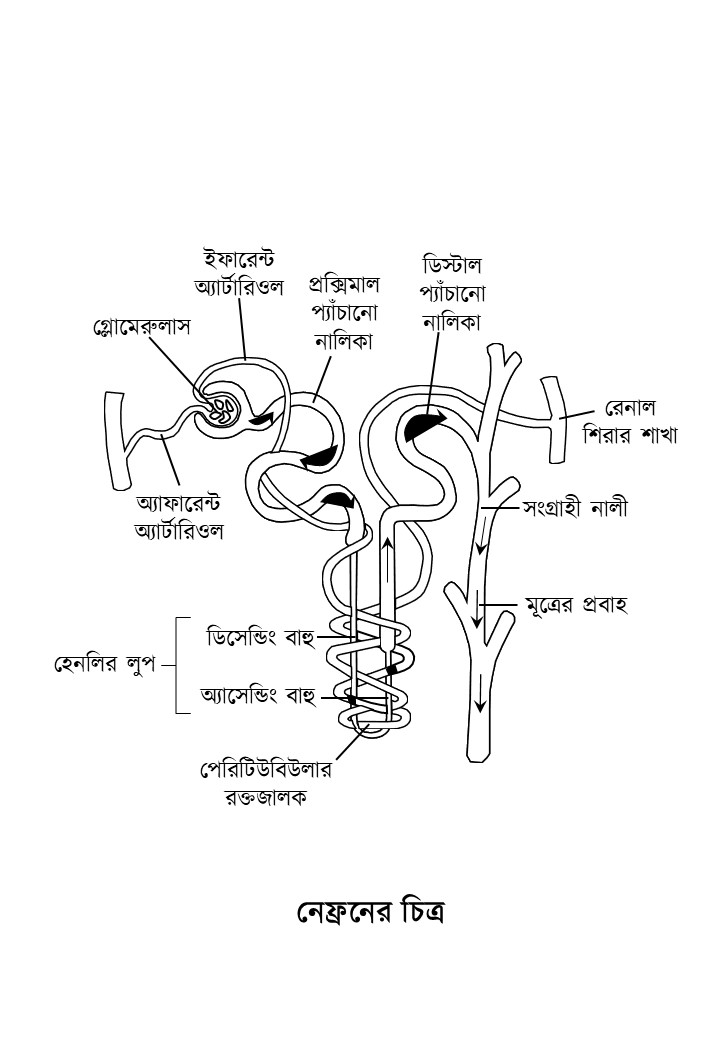 ইফারেন্ট
অ্যার্টারিওল
প্রক্সিমাল
প্যাঁচানো
নালিকা
ডিস্টাল
প্যাঁচানো
নালিকা
গ্লোমেরুলাস
রেনাল
শিরার শাখা
অ্যাফারেন্ট
অ্যার্টারিওল
সংগ্রাহী নালী
মূত্রের প্রবাহ
ডিসেন্ডিং বাহু
হেনলির লুপ
অ্যাসেন্ডিং বাহু
পেরিটিউবিউলার
রক্তজালক
নেফ্রনের চিত্র